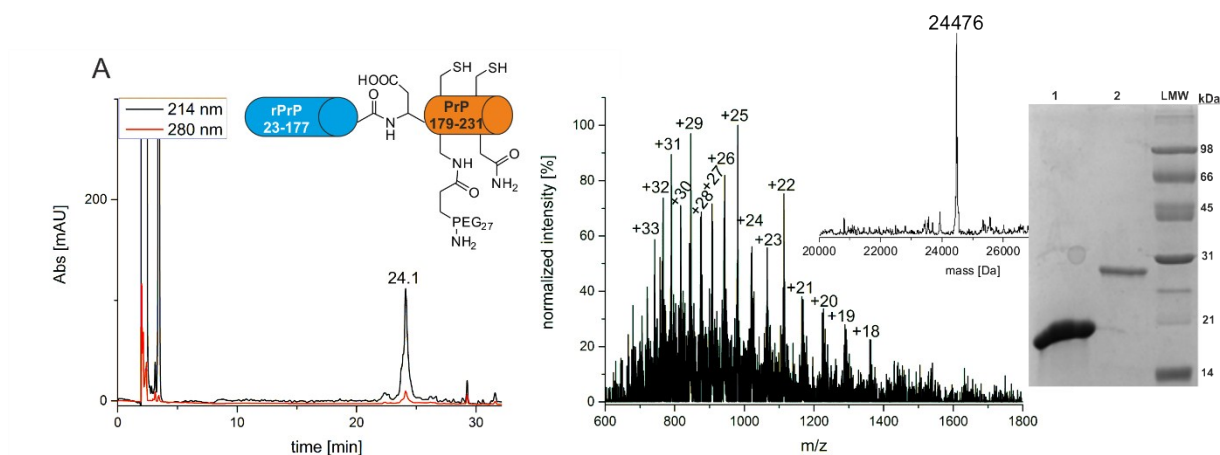 A
214 nm
280 nm
Abs [mAU]
200
0
0
10
20
30
time [min]
24.1
rPrP
23-177
HOOC
O
N
H
SH
SH
PrP
179-231
NH
O
O
NH2
PEG27
NH2
normalized intensity [%]
100
80
60
40
20
0
+33
+32
+31
+30
+29
+28
+27
+26
+25
+24
+23
+22
+21
+20
+19
+18
600
800
1000
1200
1400
1600
1800
m/z
24476
20000
22000
24000
26000
mass [Da]
1
2
LMW
kDa
98
66
45
31
21
14